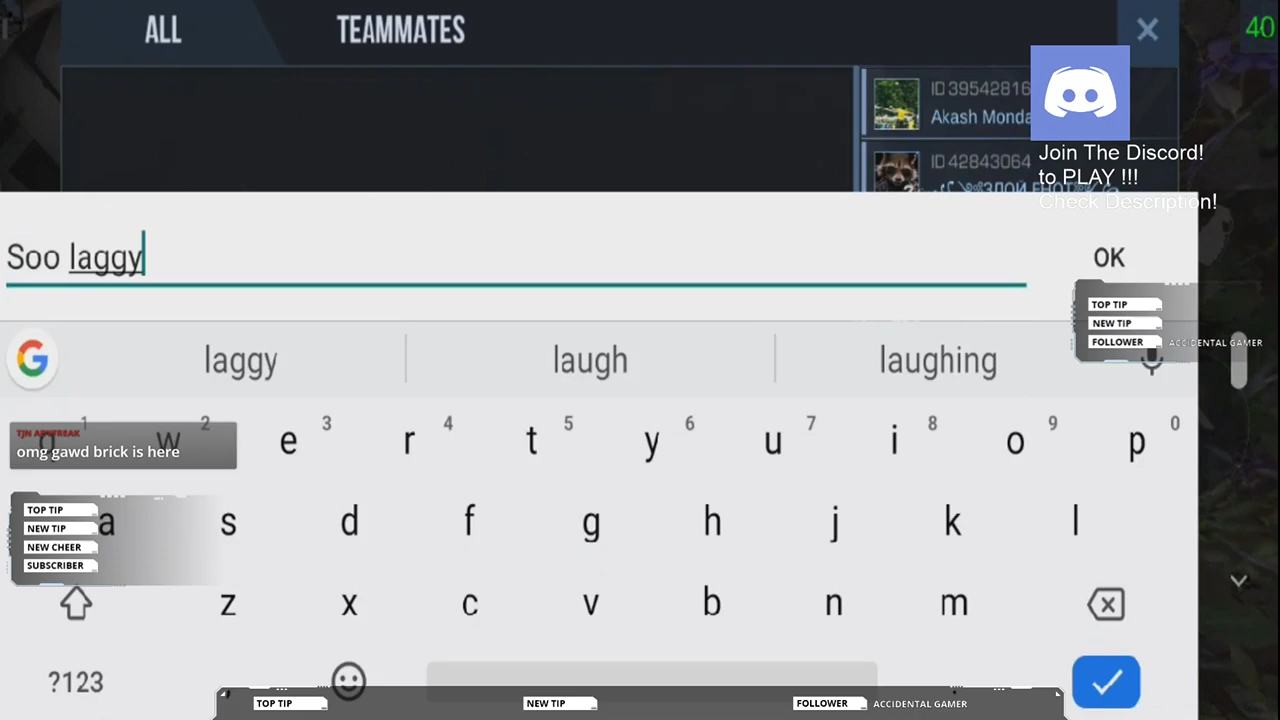 ALL
TEAMMATES
40
ID 39542816
Akash Monda
ID 42843064
Join The Discord!
to PLAY !!!
Check Description!
Soo laggy
OK
TOP TIP
NEW TIP
FOLLOWER ACCIDENTAL GAMER
laggy laugh laughing
1 2 3 4 5 6 7 8 9 0
q w e r t y u i o p
omg gawd brick is here
TOP TIP
NEW TIP
NEW CHEER
SUBSCRIBER
a s d f g h j k l
z x c v b n m
?123
TOP TIP
NEW TIP
FOLLOWER ACCIDENTAL GAMER